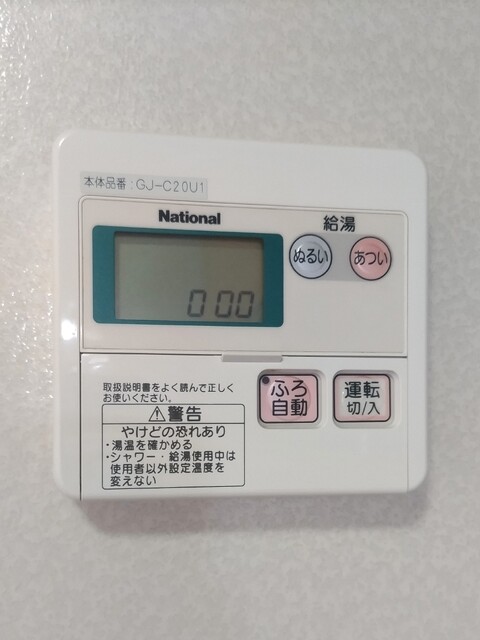 本体品番：GJ-C20U1
National
給湯
ぬるい
あつい
0 00
取扱説明書をよく読んで正しく
お使いください。
⚠警告
やけどの恐れあり
・湯温を確かめる
・シャワー・給湯使用中は
使用者以外設定温度を
変えない
ふろ
自動
運転
切/入